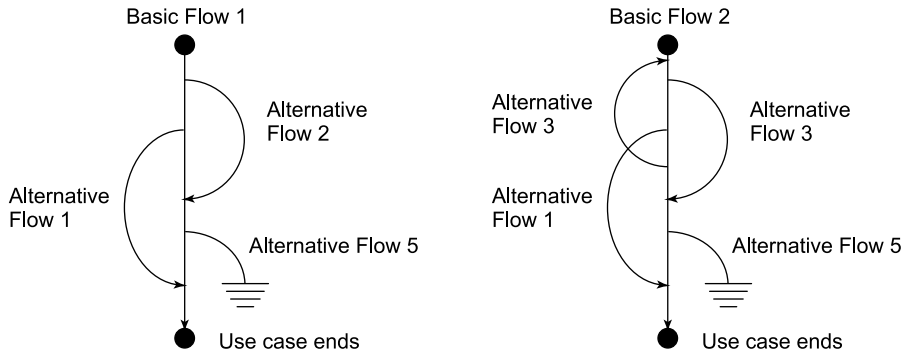 Basic Flow 1
Alternative
Flow 2
Alternative
Flow 1
Alternative Flow 5
Use case ends
Basic Flow 2
Alternative
Flow 3
Alternative
Flow 3
Alternative
Flow 1
Alternative Flow 5
Use case ends